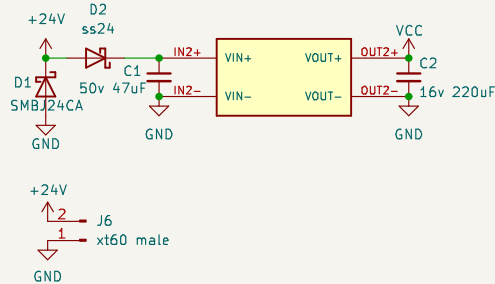 +24V
D2
ss24
VCC
IN2+
VIN+
VOUT+
OUT2+
D1
SMBJ24CA
C1
50v 47uF
C2
16v 220uF
IN2-
VIN-
VOUT-
OUT2-
GND
GND
GND
+24V
2
J6
1
xt60 male
GND